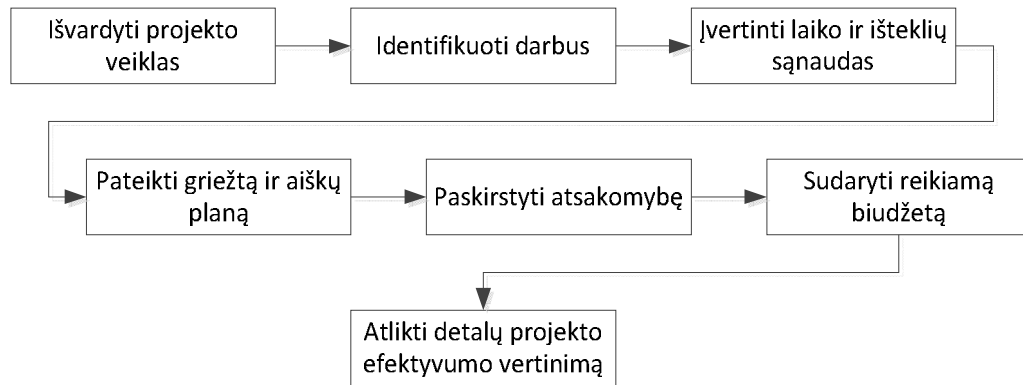 Išvardyti projekto
veiklas
Identifikuoti darbus
Įvertinti laiko ir išteklių
sąnaudas
Pateikti griežtą ir aiškų
planą
Paskirstyti atsakomybę
Sudaryti reikiamą
biudžetą
Atlikti detalų projekto
efektyvumo vertinimą